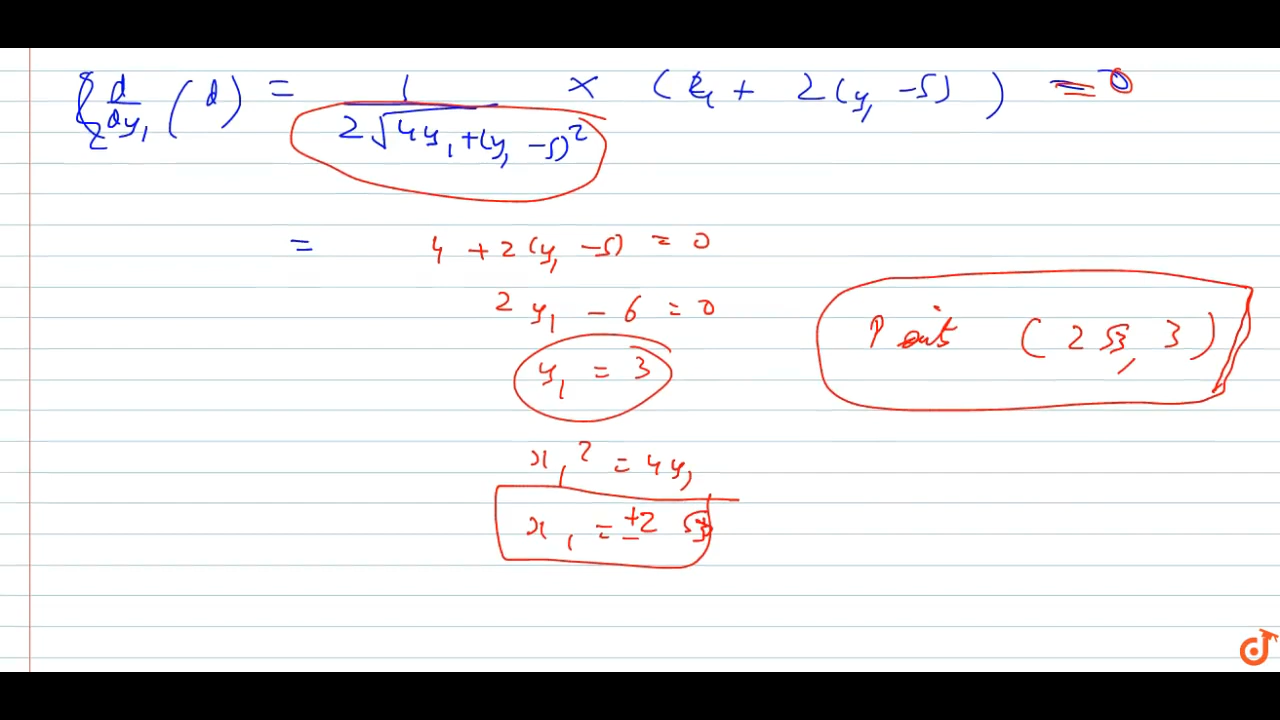 d/dy₁ (d) = 1/(2√(4y₁ + (y₁ - 5)²)) × (4 + 2(y₁ - 5)) = 0
= 4 + 2(y₁ - 5) = 0
2y₁ - 6 = 0
y₁ = 3
x₁² = 4y₁
x₁ = ±2√3
Point (2√3, 3)